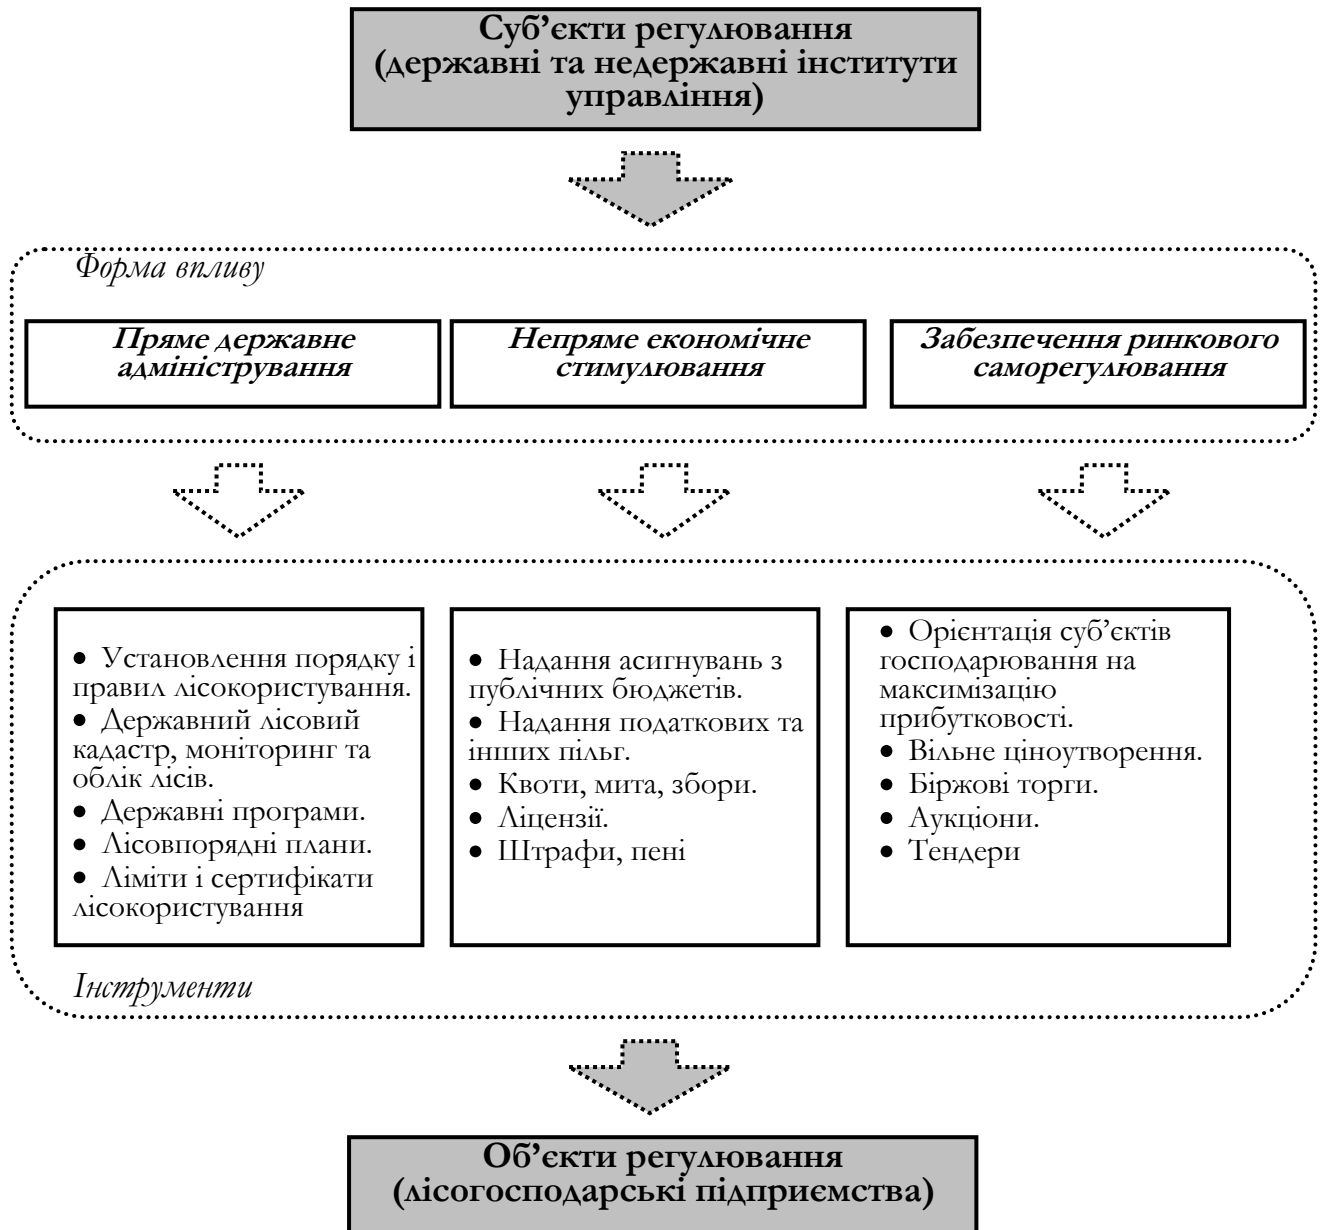 Суб’єкти регулювання
(державні та недержавні інститути
управління)
Форма впливу
Пряме державне
адміністрування
Непряме економічне
стимулювання
Забезпечення ринкового
саморегулювання
• Установлення порядку і
правил лісокористування.
• Державний лісовий
кадастр, моніторинг та
облік лісів.
• Державні програми.
• Лісовпорядні плани.
• Ліміти і сертифікати
лісокористування
• Надання асигнувань з
публічних бюджетів.
• Надання податкових та
інших пільг.
• Квоти, мита, збори.
• Ліцензії.
• Штрафи, пені
• Орієнтація суб’єктів
господарювання на
максимізацію
прибутковості.
• Вільне ціноутворення.
• Біржові торги.
• Аукціони.
• Тендери
Інструменти
Об’єкти регулювання
(лісогосподарські підприємства)